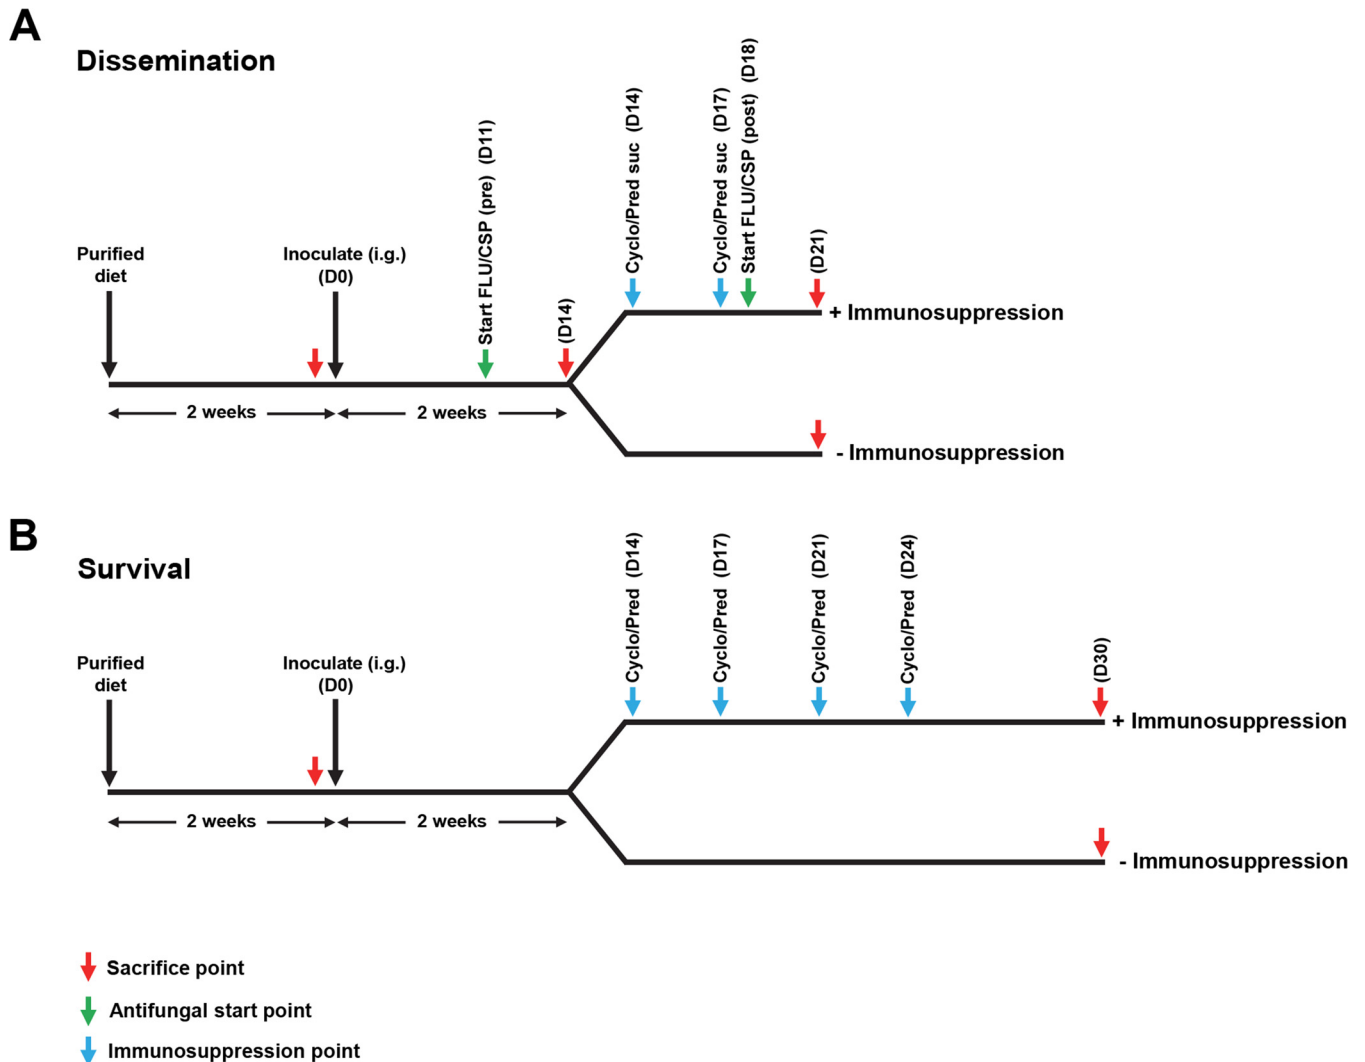 A
Dissemination
Purified
diet
Inoculate (i.g.)
(D0)
Start FLU/CSP (pre) (D11)
(D14)
Cyclo/Pred suc (D14)
Cyclo/Pred suc (D17)
Start FLU/CSP (post) (D18)
(D21)
+ Immunosuppression
2 weeks
2 weeks
- Immunosuppression
B
Survival
Purified
diet
Inoculate (i.g.)
(D0)
Cyclo/Pred (D14)
Cyclo/Pred (D17)
Cyclo/Pred (D21)
Cyclo/Pred (D24)
(D30)
+ Immunosuppression
2 weeks
2 weeks
- Immunosuppression
Sacrifice point
Antifungal start point
Immunosuppression point